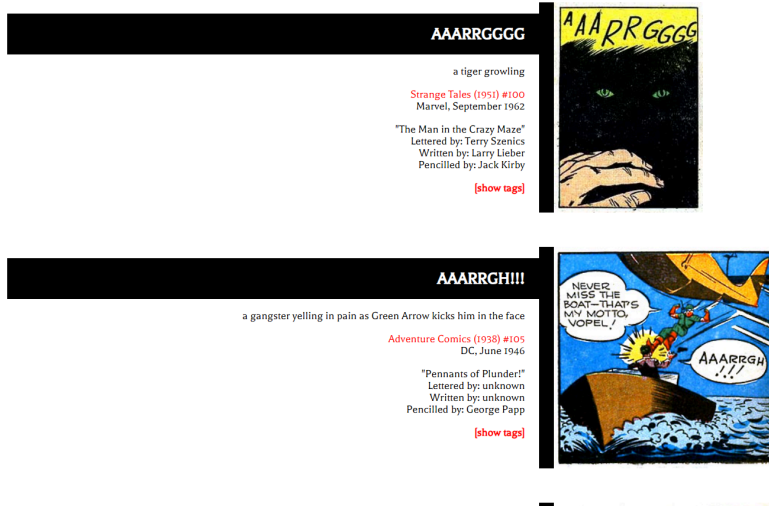 AAARRGGGG
a tiger growling
Strange Tales (1951) #100
Marvel, September 1962
"The Man in the Crazy Maze"
Lettered by: Terry Szenics
Written by: Larry Lieber
Pencilled by: Jack Kirby
[show tags]
AAARRGGGG
AAARRGH!!!
a gangster yelling in pain as Green Arrow kicks him in the face
Adventure Comics (1938) #105
DC, June 1946
"Pennants of Plunder!"
Lettered by: unknown
Written by: unknown
Pencilled by: George Papp
[show tags]
NEVER
MISS THE
BOAT—THAT'S
MY MOTTO,
VOPEL!
AAARRGH
!!!